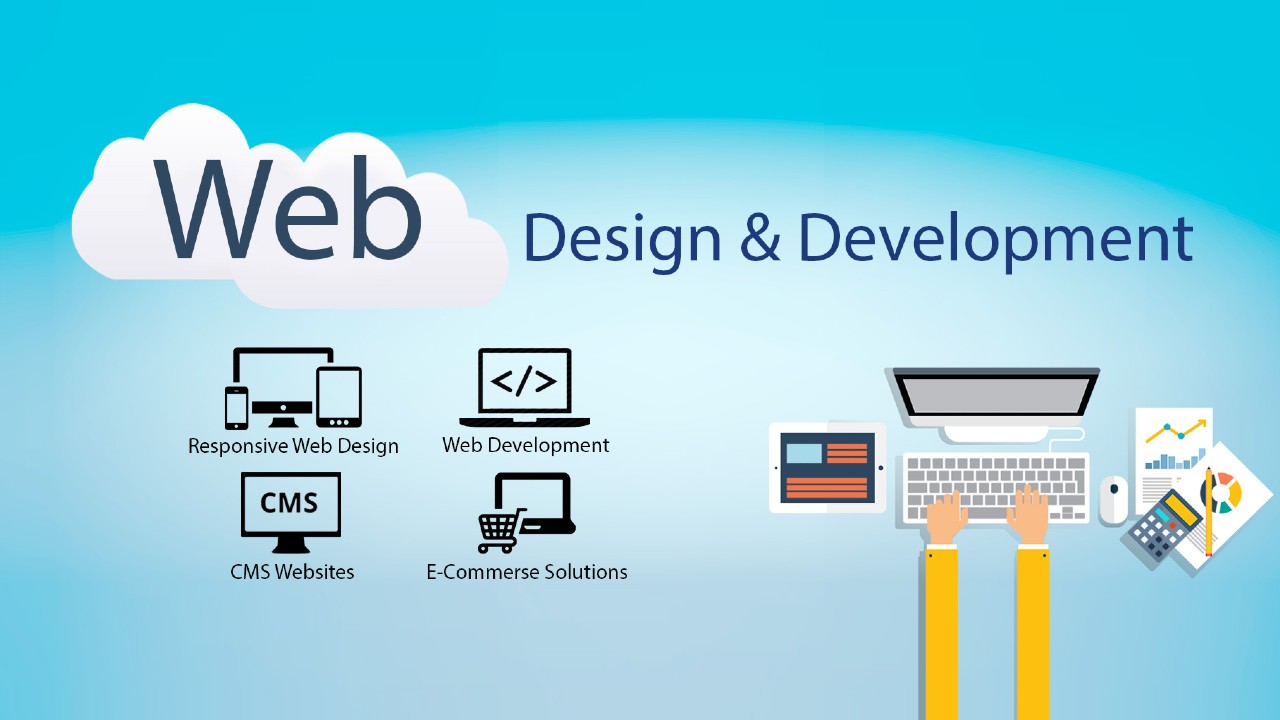 Web
Design & Development
</>
Responsive Web Design
Web Development
CMS
CMS Websites
E-Commerse Solutions